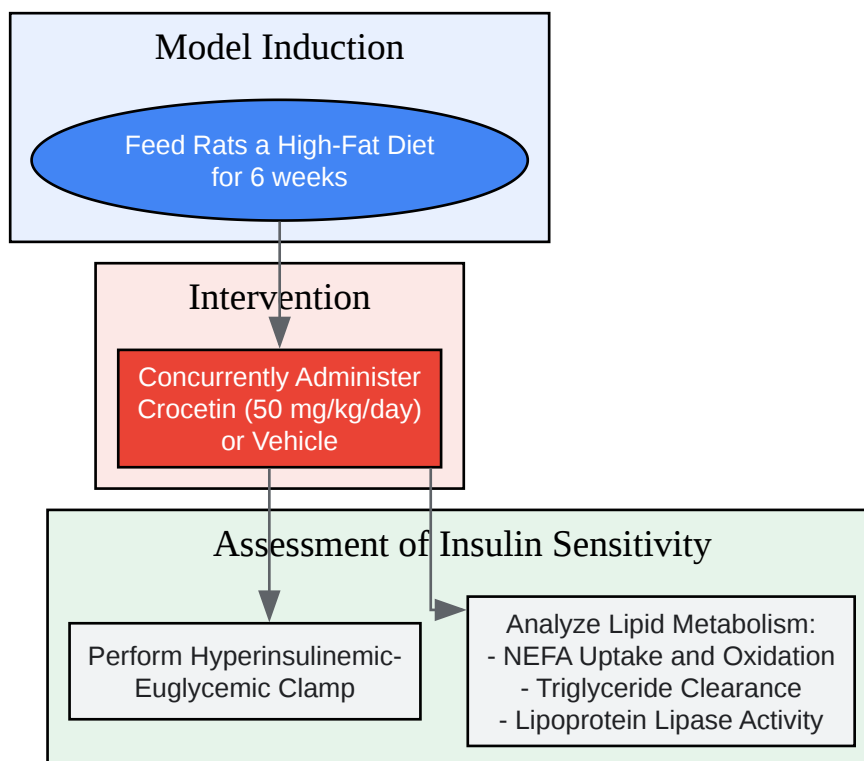 Model Induction
Feed Rats a High-Fat Diet
for 6 weeks
Intervention
Concurrently Administer
Crocetin (50 mg/kg/day)
or Vehicle
Assessment of Insulin Sensitivity
Perform Hyperinsulinemic-
Euglycemic Clamp
Analyze Lipid Metabolism:
- NEFA Uptake and Oxidation
- Triglyceride Clearance
- Lipoprotein Lipase Activity